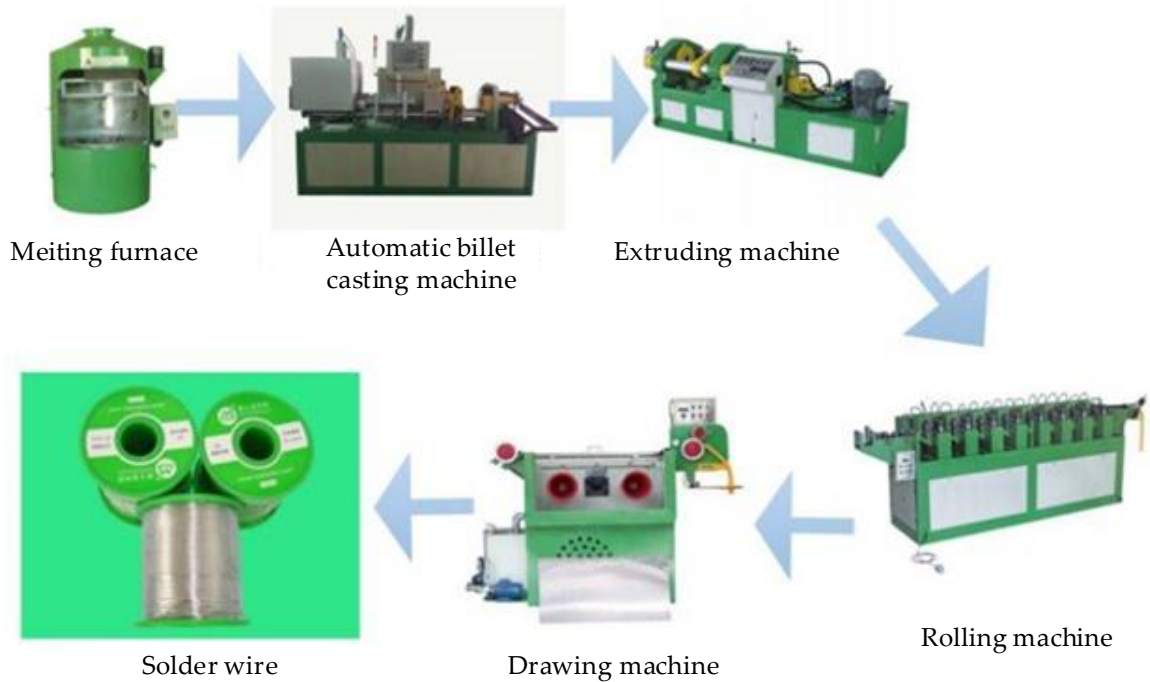 Meiting furnace
Automatic billet
casting machine
Extruding machine
Rolling machine
Drawing machine
Solder wire